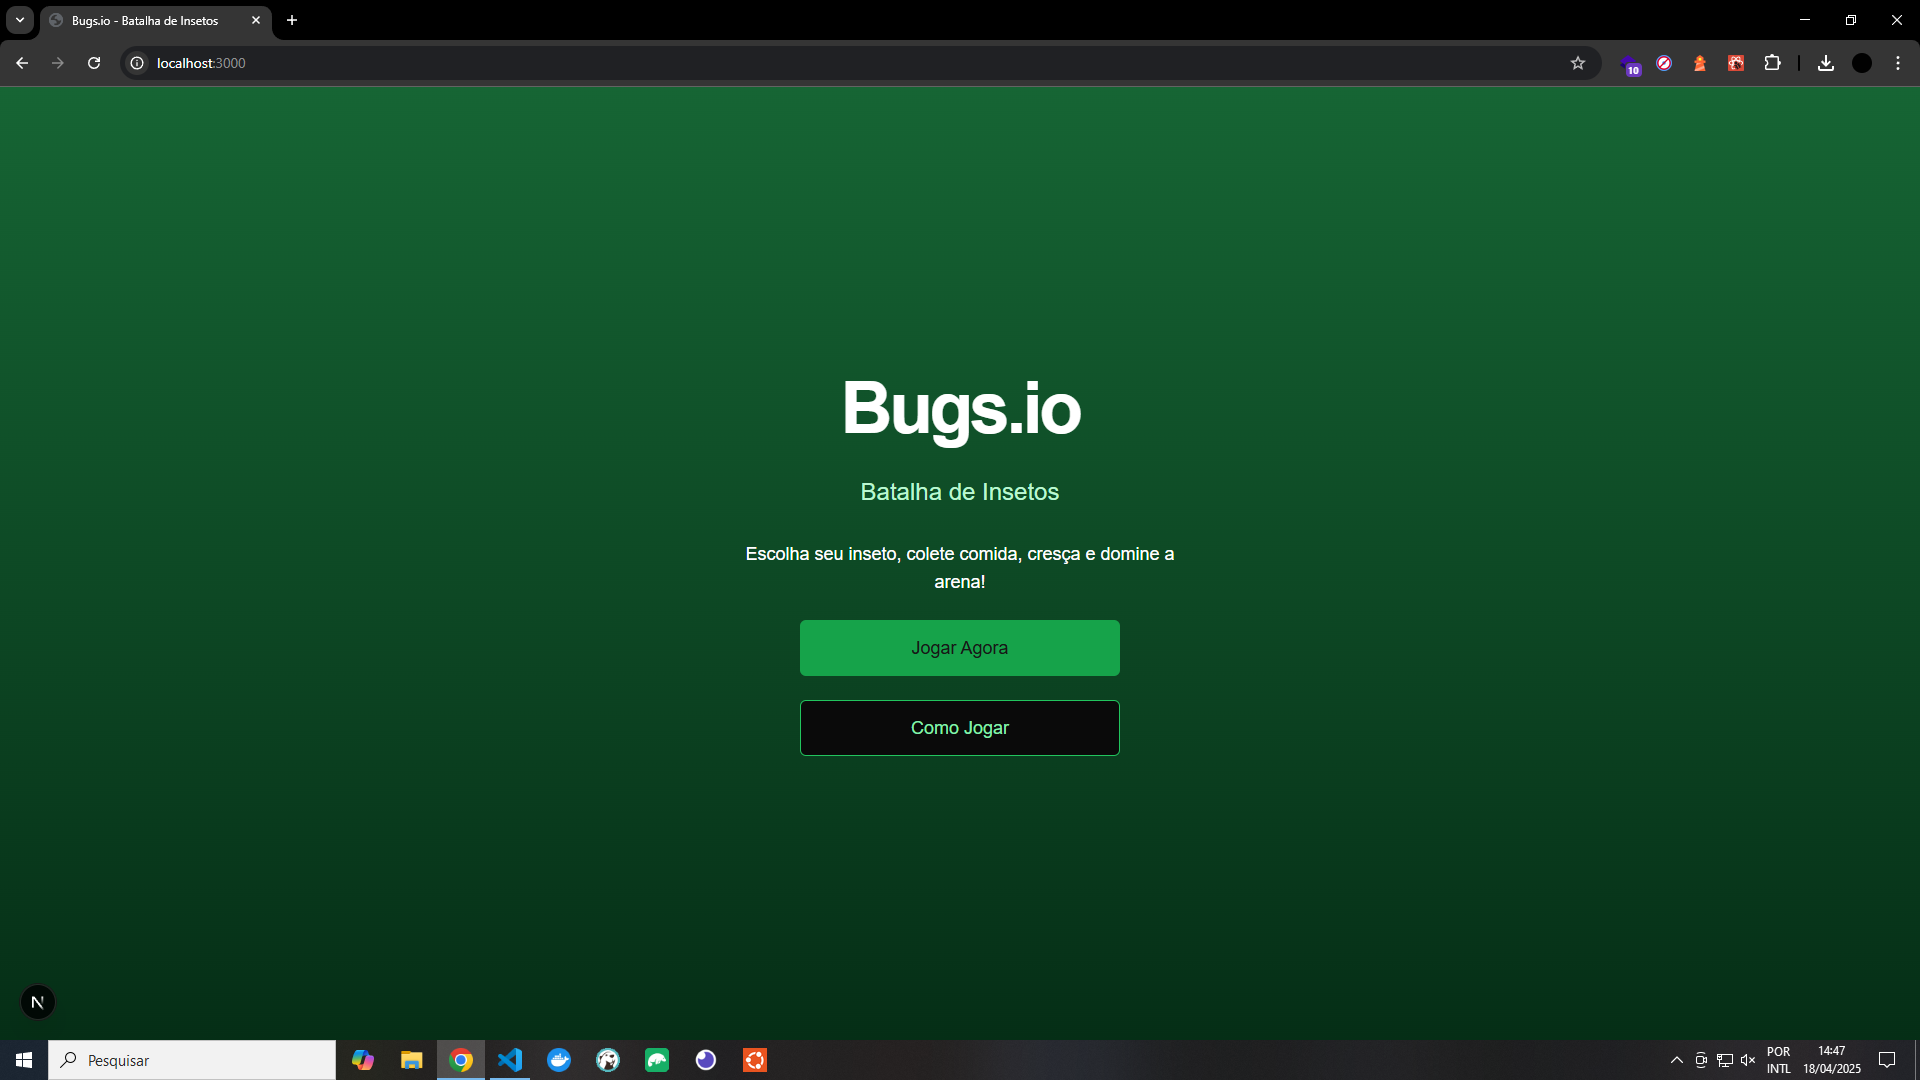 Bugs.io - Batalha de Insetos
localhost:3000
10
Bugs.io
Batalha de Insetos
Escolha seu inseto, colete comida, cresça e domine a
arena!
Jogar Agora
Como Jogar
N
Pesquisar
POR
INTL
14:47
18/04/2025